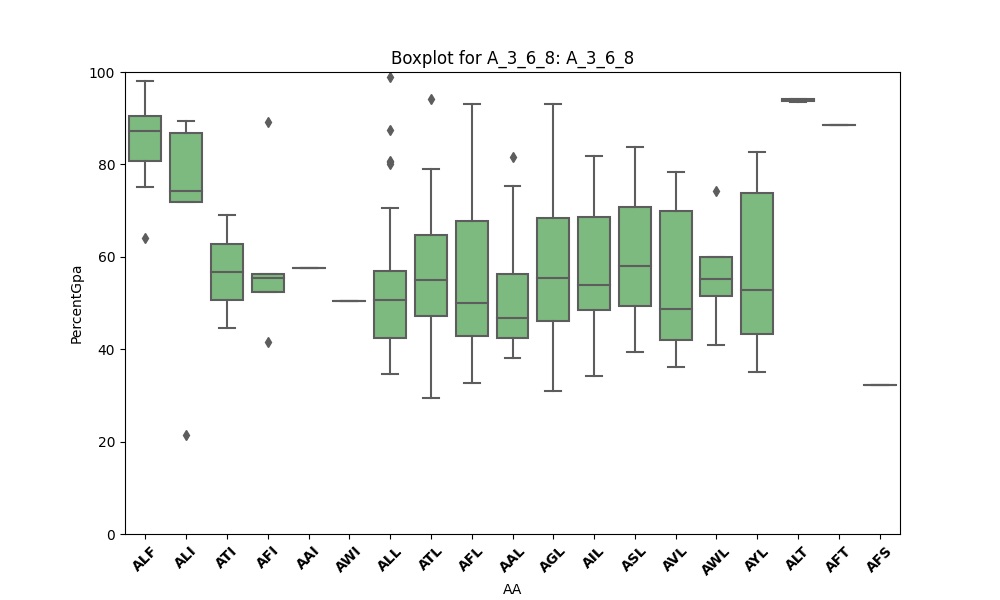 Boxplot for A_3_6_8: A_3_6_8
100
80
60
40
20
0
PercentGpa
ALF ALI ATI AFI AAI AWI ALL ATL AFL AAL AGL AIL ASL AVL AWL AYL ALT AFT AFS
AA